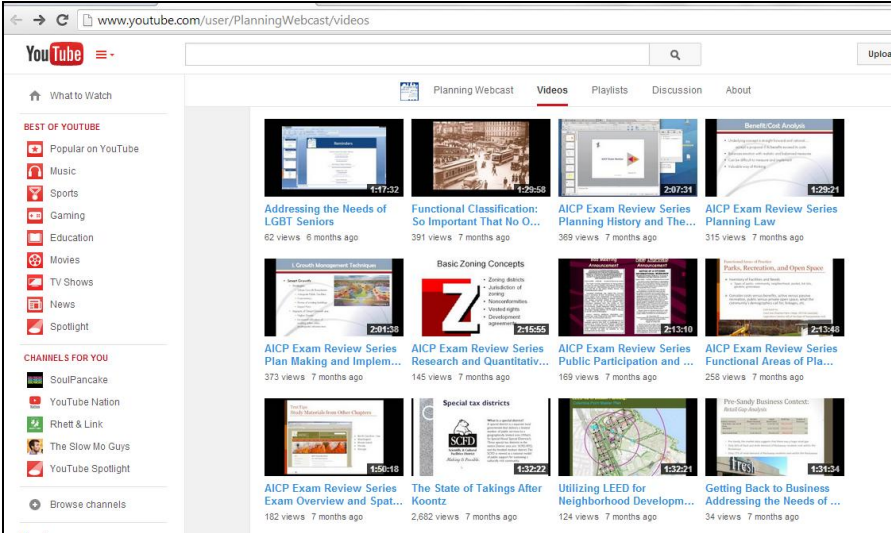 www.youtube.com/user/PlanningWebcast/videos
YouTube
Uploa
What to Watch
Planning Webcast Videos Playlists Discussion About
BEST OF YOUTUBE
Popular on YouTube
Music
Sports
Gaming
Education
Movies
TV Shows
News
Spotlight
CHANNELS FOR YOU
SoulPancake
YouTube Nation
Rhett & Link
The Slow Mo Guys
YouTube Spotlight
Browse channels
Reminders
1:17:32
Addressing the Needs of
LGBT Seniors
62 views 6 months ago
1:29:58
Functional Classification:
So Important That No O...
391 views 7 months ago
2:07:31
AICP Exam Review Series
Planning History and The...
369 views 7 months ago
Benefit/Cost Analysis
1:29:21
AICP Exam Review Series
Planning Law
315 views 7 months ago
I. Growth Management Techniques
2:01:38
AICP Exam Review Series
Plan Making and Implem...
373 views 7 months ago
Basic Zoning Concepts
Z
• Zoning districts
• Jurisdiction of
zoning
• Nonconformities
• Vested rights
• Development
agreements
2:15:55
AICP Exam Review Series
Research and Quantitativ...
145 views 7 months ago
Announcement
2:13:10
AICP Exam Review Series
Public Participation and ...
169 views 7 months ago
Parks, Recreation, and Open Space
2:13:48
AICP Exam Review Series
Functional Areas of Pla...
258 views 7 months ago
Study Materials from Other Chapters
1:50:18
AICP Exam Review Series
Exam Overview and Spat...
182 views 7 months ago
Special tax districts
SCFD
What is a special district?
1:32:22
The State of Takings After
Koontz
2,682 views 7 months ago
1:32:21
Utilizing LEED for
Neighborhood Developm...
124 views 7 months ago
Pre-Sandy Business Context:
Retail Gap Analysis
fresh
1:31:34
Getting Back to Business
Addressing the Needs of ...
34 views 7 months ago